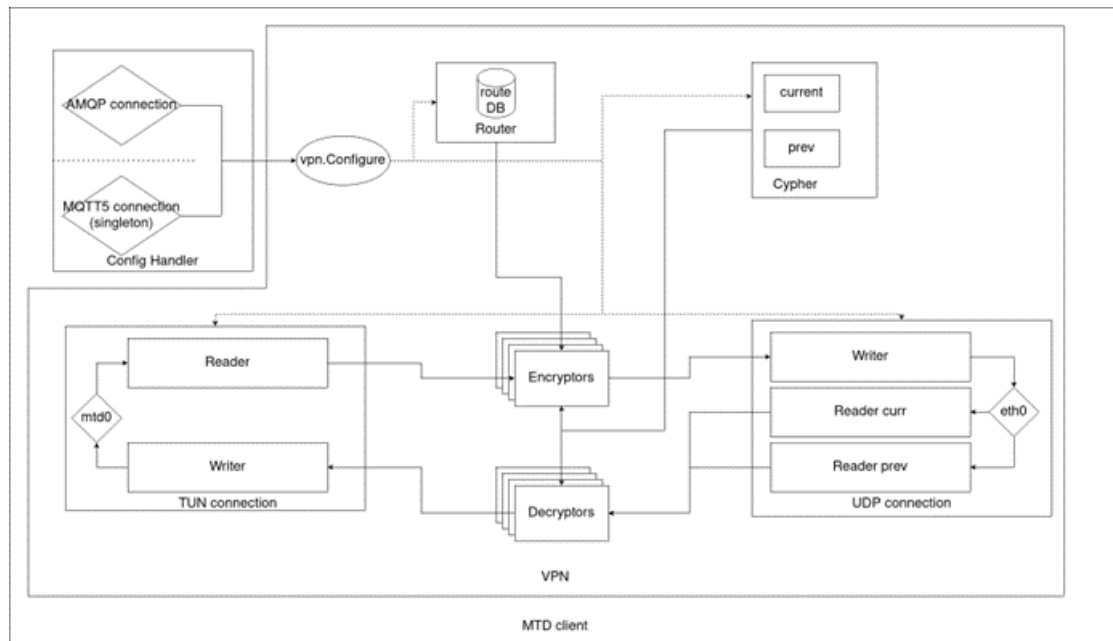 AMQP connection
MQTT5 connection
(singleton)
Config Handler
vpn.Configure
route
DB
Router
current
prev
Cypher
Reader
mtd0
Writer
TUN connection
Encryptors
Decryptors
Writer
Reader curr
eth0
Reader prev
UDP connection
VPN
MTD client